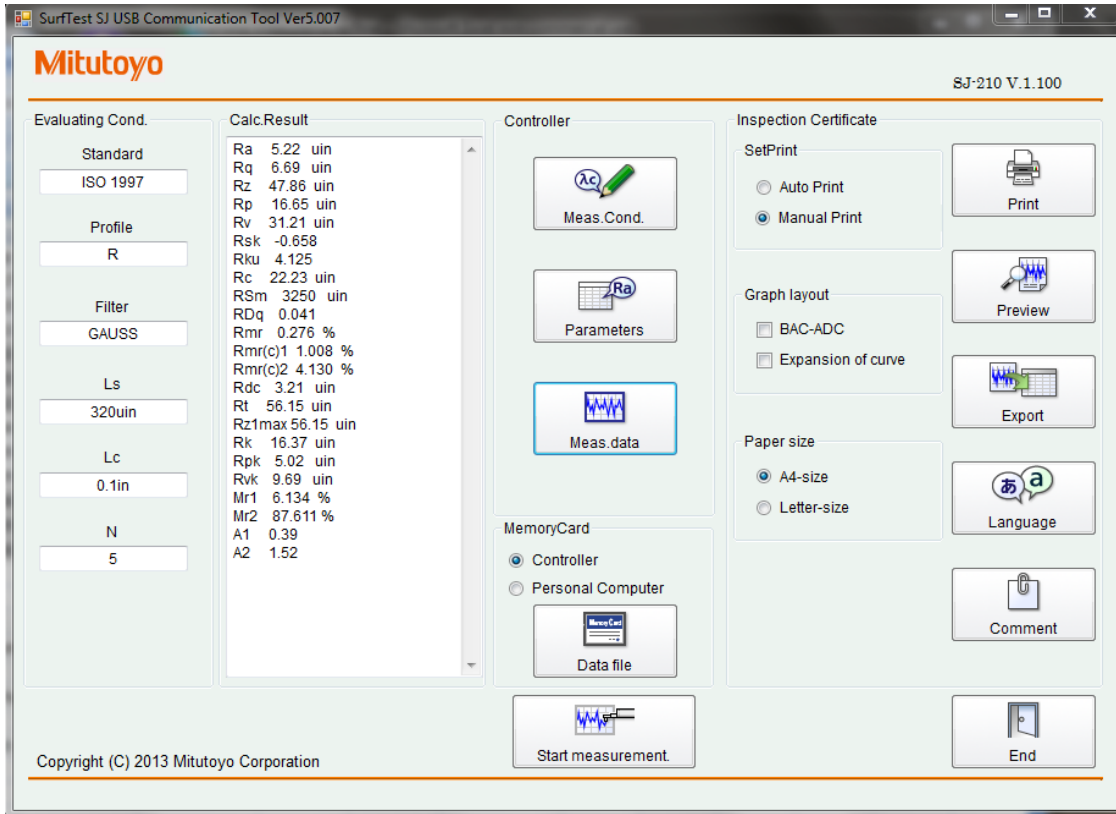 SurfTest SJ USB Communication Tool Ver5.007
Mitutoyo
SJ-210 V.1.100
Evaluating Cond.
Standard
ISO 1997
Profile
R
Filter
GAUSS
Ls
320uin
Lc
0.1in
N
5
Calc.Result
Ra 5.22 uin
Rq 6.69 uin
Rz 47.86 uin
Rp 16.65 uin
Rv 31.21 uin
Rsk -0.658
Rku 4.125
Rc 22.23 uin
RSm 3250 uin
RDq 0.041
Rmr 0.276 %
Rmr(c)1 1.008 %
Rmr(c)2 4.130 %
Rdc 3.21 uin
Rt 56.15 uin
Rz1max 56.15 uin
Rk 16.37 uin
Rpk 5.02 uin
Rvk 9.69 uin
Mr1 6.134 %
Mr2 87.611 %
A1 0.39
A2 1.52
Controller
λc
Meas.Cond.
Ra
Parameters
Meas.data
MemoryCard
Controller
Personal Computer
Memory Card
Data file
Start measurement.
Inspection Certificate
SetPrint
Auto Print
Manual Print
Graph layout
BAC-ADC
Expansion of curve
Paper size
A4-size
Letter-size
Print
Preview
Export
あ a
Language
Comment
End
Copyright (C) 2013 Mitutoyo Corporation